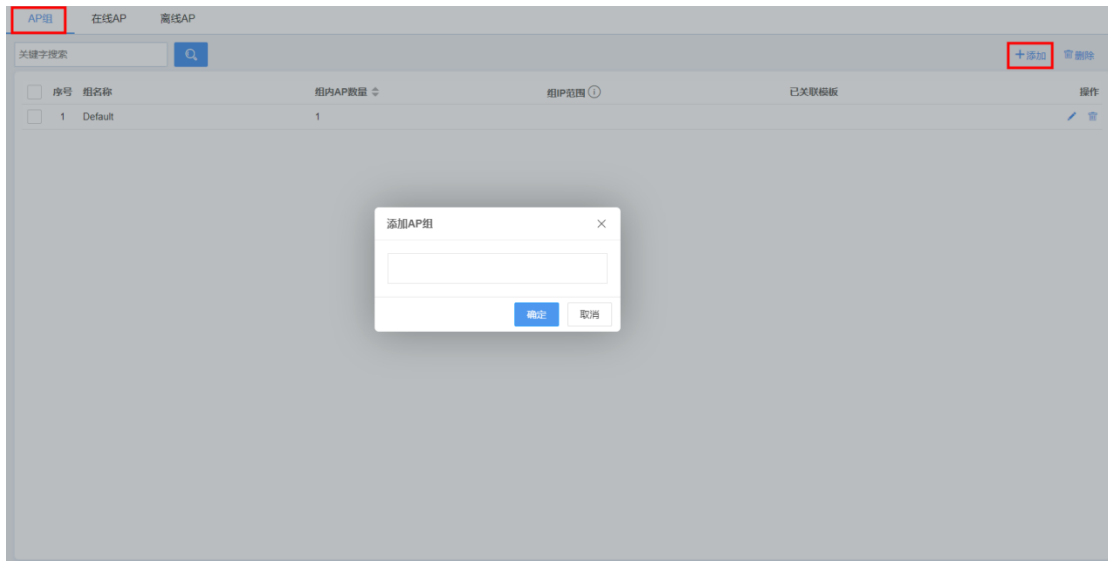 AP组 在线AP 离线AP
关键字搜索 +添加 删除
序号 组名称 组内AP数量 组IP范围 已关联模板 操作
1 Default 1
添加AP组
确定 取消